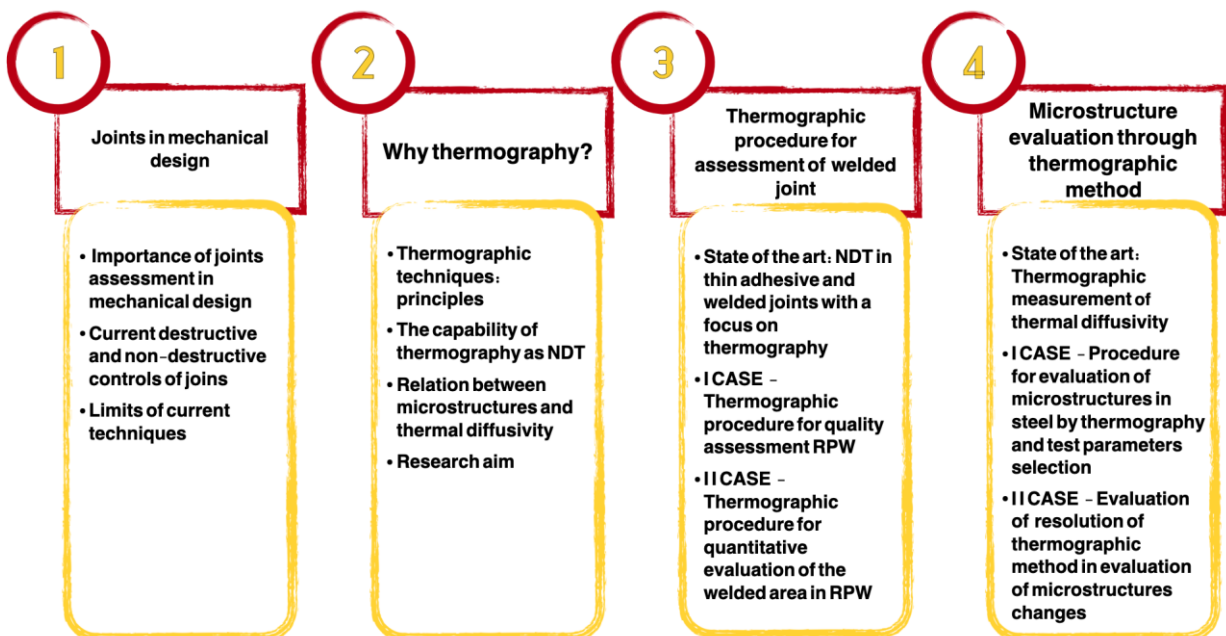 1
Joints in mechanical
design
• Importance of joints
assessment in
mechanical design
• Current destructive
and non-destructive
controls of joins
• Limits of current
techniques
2
Why thermography?
• Thermographic
techniques:
principles
• The capability of
thermography as NDT
• Relation between
microstructures and
thermal diffusivity
• Research aim
3
Thermographic
procedure for
assessment of welded
joint
• State of the art: NDT in
thin adhesive and
welded joints with a
focus on
thermography
• I CASE -
Thermographic
procedure for quality
assessment RPW
• II CASE -
Thermographic
procedure for
quantitative
evaluation of the
welded area in RPW
4
Microstructure
evaluation through
thermographic
method
• State of the art:
Thermographic
measurement of
thermal diffusivity
• I CASE - Procedure
for evaluation of
microstructures in
steel by thermography
and test parameters
selection
• II CASE - Evaluation
of resolution of
thermographic
method in evaluation
of microstructures
changes